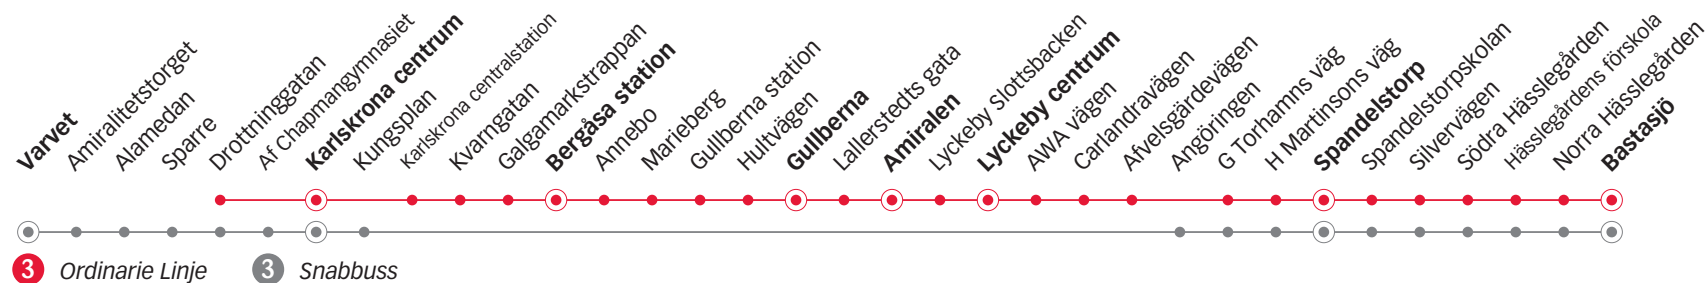 Varvet
Amiralitetstorget
Alamedan
Sparre
Drottninggatan
Af Chapmangymnasiet
Karlskrona centrum
Kungsplan
Karlskrona centralstation
Kvarngatan
Galgamarkstrappan
Bergåsa station
Annebo
Marieberg
Gullberna station
Hultvägen
Gullberna
Lallerstedts gata
Amiralen
Lyckeby Slottsbacken
Lyckeby centrum
AWA vägen
Carlandravägen
Afvelsgärdevägen
Angöringen
G Torhamns väg
H Martinsons väg
Spandelstorp
Spandelstorpskolan
Silvervägen
Södra Hässlegården
Hässlegårdens förskola
Norra Hässlegården
Bastasjö
3 Ordinarie Linje 3 Snabbuss